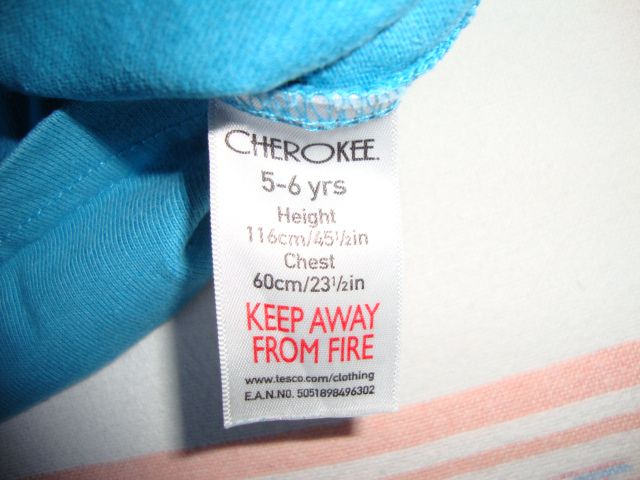 CHEROKEE.
5-6 yrs
Height
116cm/45½in
Chest
60cm/23½in
KEEP AWAY
FROM FIRE
www.tesco.com/clothing
E.A.N.NO. 5051898496302